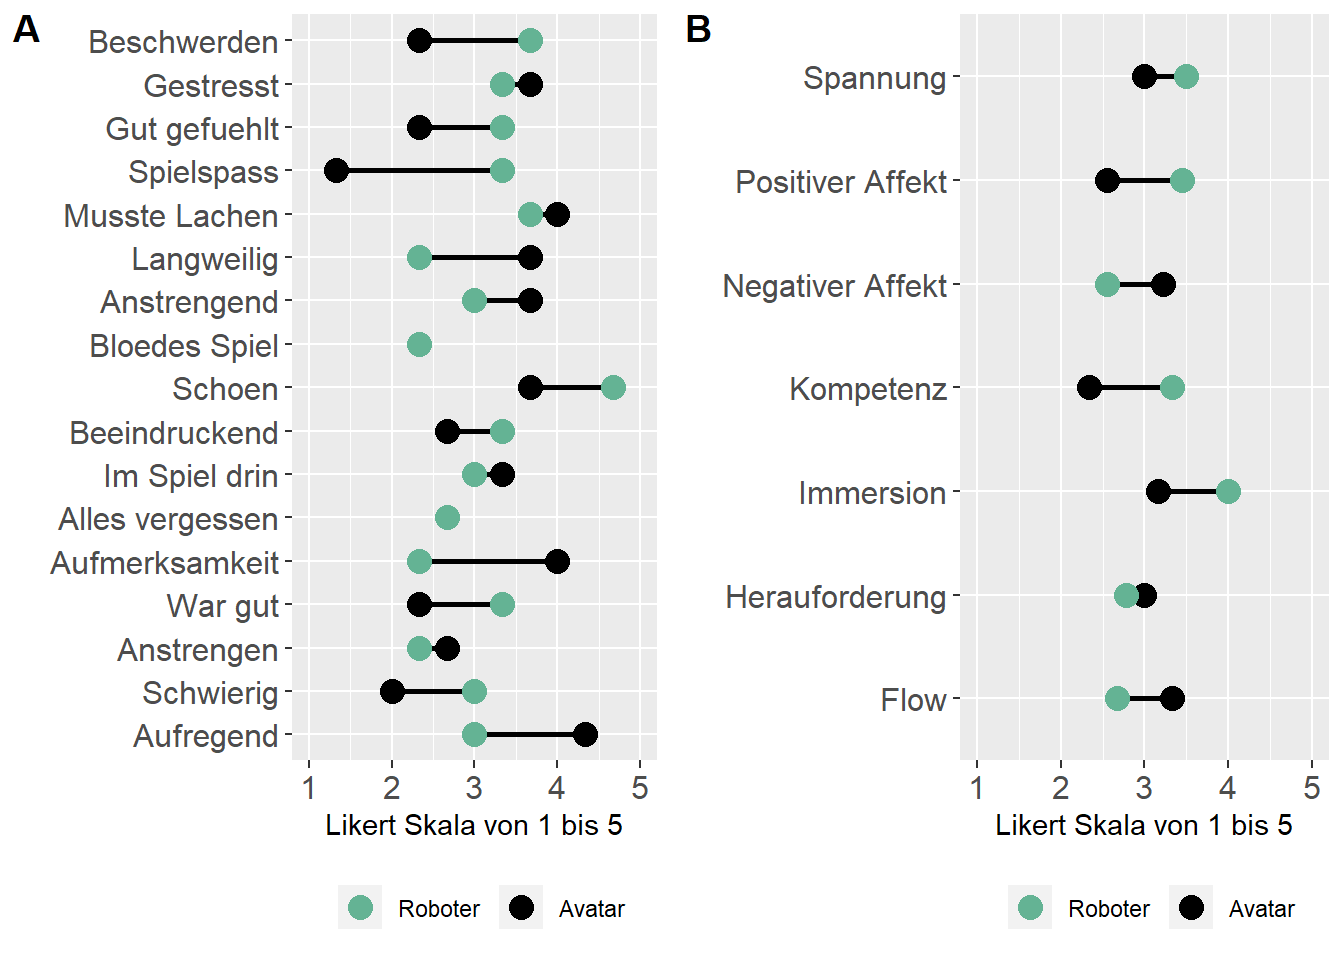 A
Beschwerden
Gestresst
Gut gefuehlt
Spielspass
Musste Lachen
Langweilig
Anstrengend
Bloedes Spiel
Schoen
Beeindruckend
Im Spiel drin
Alles vergessen
Aufmerksamkeit
War gut
Anstrengen
Schwierig
Aufregend
1 2 3 4 5
Likert Skala von 1 bis 5
Roboter Avatar
B
Spannung
Positiver Affekt
Negativer Affekt
Kompetenz
Immersion
Herauforderung
Flow
1 2 3 4 5
Likert Skala von 1 bis 5
Roboter Avatar